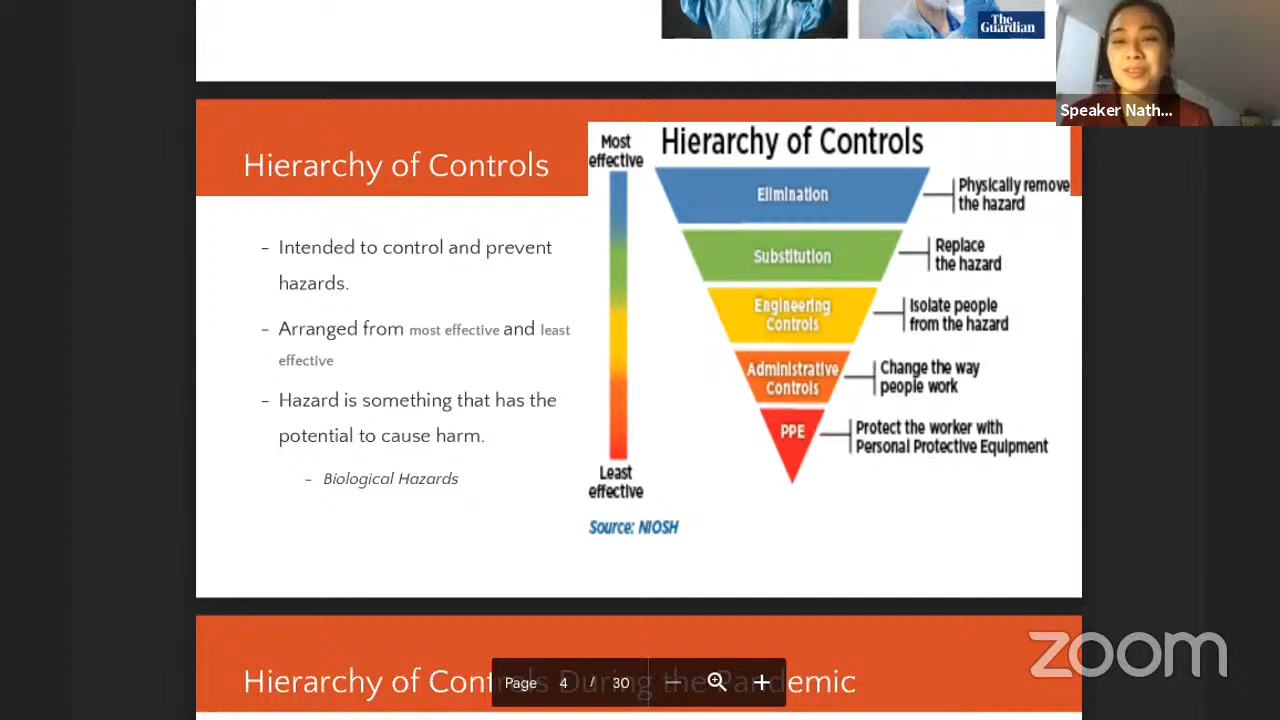 The
Guardian
Speaker Nath...
Hierarchy of Controls
- Intended to control and prevent
hazards.
- Arranged from most effective and least
effective
- Hazard is something that has the
potential to cause harm.
- Biological Hazards
Hierarchy of Controls
Most
effective
Elimination
Physically remove
the hazard
Substitution
Replace
the hazard
Engineering
Controls
Isolate people
from the hazard
Administrative
Controls
Change the way
people work
PPE
Protect the worker with
Personal Protective Equipment
Least
effective
Source: NIOSH
Hierarchy of Controls During the Pandemic
Page 4 / 30
zoom